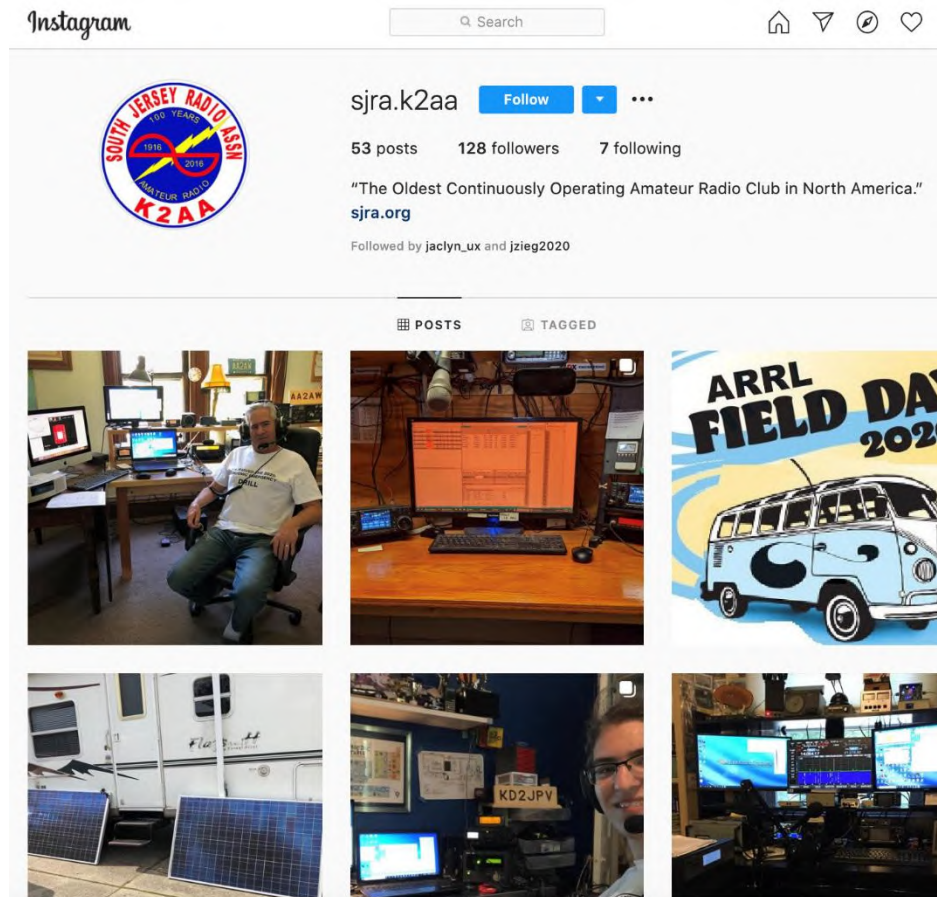 Instagram
Search
sjra.k2aa Follow
53 posts 128 followers 7 following
“The Oldest Continuously Operating Amateur Radio Club in North America.”
sjra.org
Followed by jaclyn_ux and jzieg2020
SOUTH JERSEY RADIO ASSN
100 YEARS
1916
2016
AMATEUR RADIO
K2AA
POSTS TAGGED
AA2AW
DRILL
ARRL
FIELD DAY
2020
KD2JPV